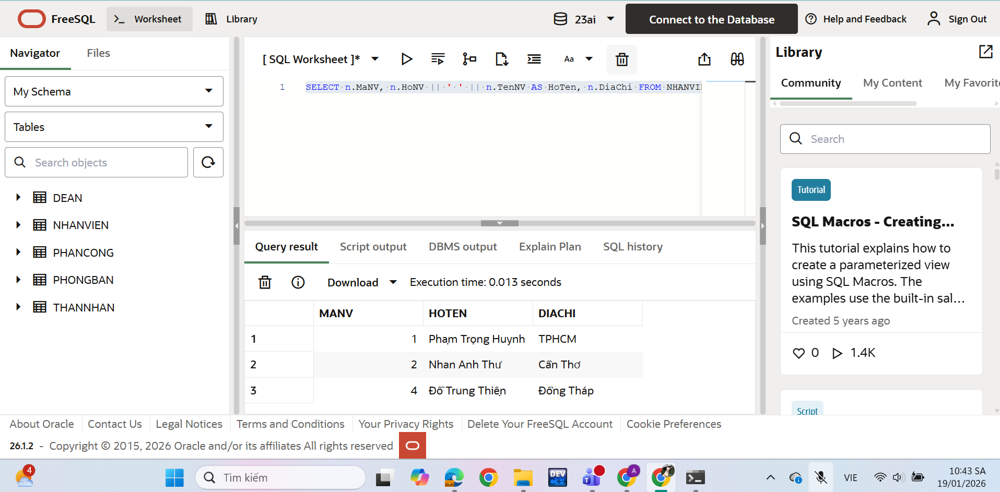 FreeSQL
Worksheet
Library
23ai
Connect to the Database
Help and Feedback
Sign Out
Navigator
Files
My Schema
Tables
Search objects
DEAN
NHANVIEN
PHANCONG
PHONGBAN
THANNHAN
[ SQL Worksheet ]*
Aa
1
SELECT n.MaNV, n.HoNV || ' ' || n.TenNV AS HoTen, n.DiaChi FROM NHANVI
Query result
Script output
DBMS output
Explain Plan
SQL history
Download
Execution time: 0.013 seconds
MANV HOTEN DIACHI
1 1 Phạm Trọng Huynh TPHCM
2 2 Nhan Anh Thư Cần Thơ
3 4 Đỗ Trung Thiện Đồng Tháp
Library
Community
My Content
My Favorit
Search
Tutorial
SQL Macros - Creating...
This tutorial explains how to
create a parameterized view
using SQL Macros. The
examples use the built-in sal...
Created 5 years ago
0
1.4K
Script
About Oracle
Contact Us
Legal Notices
Terms and Conditions
Your Privacy Rights
Delete Your FreeSQL Account
Cookie Preferences
26.1.2 - Copyright © 2015, 2026 Oracle and/or its affiliates All rights reserved
4
Tìm kiếm
DEV
C++
T
A
VIE
10:43 SA
19/01/2026